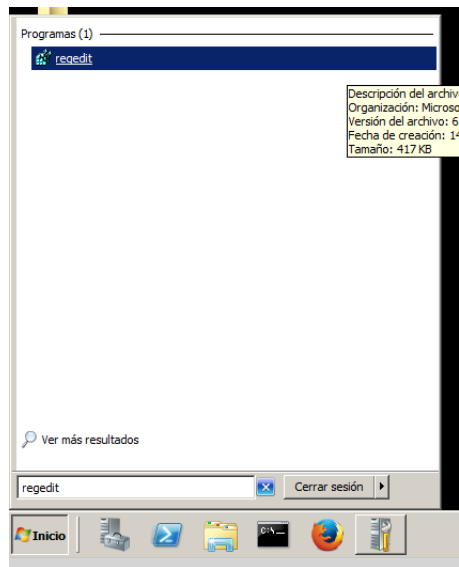 Programas (1)
regedit
Descripción del archiv
Organización: Microso
Versión del archivo: 6
Fecha de creación: 14
Tamaño: 417 KB
Ver más resultados
regedit
Cerrar sesión
Inicio
C:\_